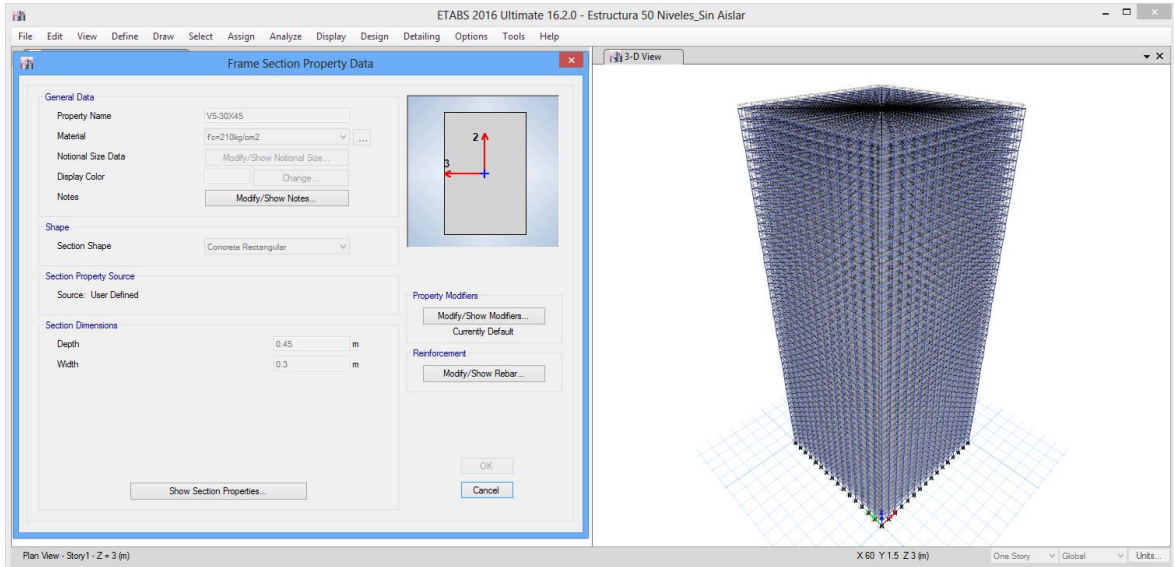 ETABS 2016 Ultimate 16.2.0 - Estructura 50 Niveles_Sin Aislar
File Edit View Define Draw Select Assign Analyze Display Design Detailing Options Tools Help
Frame Section Property Data
General Data
Property Name V5-30X45
Material f'c=210kg/cm2 ...
Notional Size Data Modify/Show Notional Size...
Display Color Change...
Notes Modify/Show Notes...
Shape
Section Shape Concrete Rectangular
Section Property Source
Source: User Defined
Section Dimensions
Depth 0.45 m
Width 0.3 m
Show Section Properties...
2
3
Property Modifiers
Modify/Show Modifiers...
Currently Default
Reinforcement
Modify/Show Rebar...
OK
Cancel
3-D View
Plan View - Story1 - Z = 3 (m)
X 60 Y 1.5 Z 3 (m)
One Story Global Units...